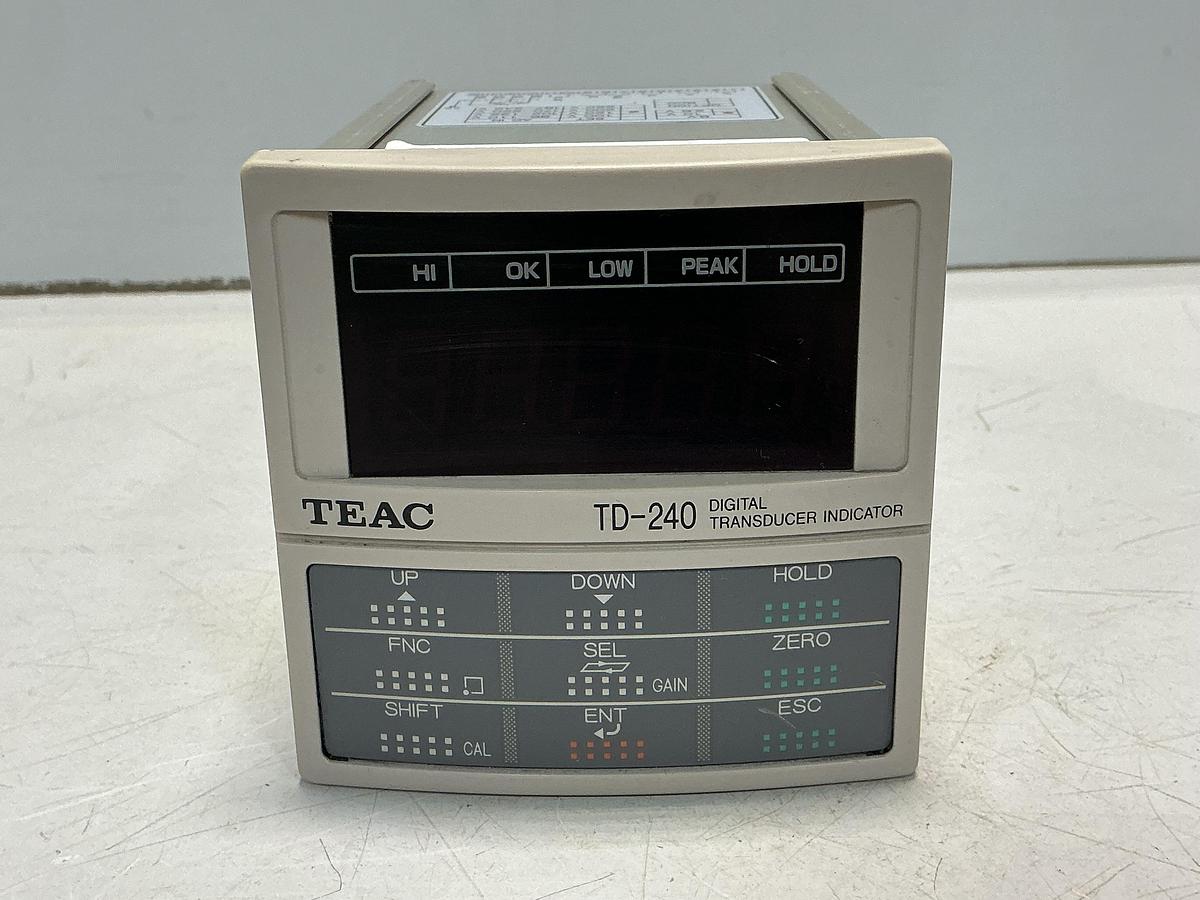 HI OK LOW PEAK HOLD
TEAC TD-240 DIGITAL
TRANSDUCER INDICATOR
UP DOWN HOLD
FNC SEL ZERO
GAIN
SHIFT ENT ESC
CAL